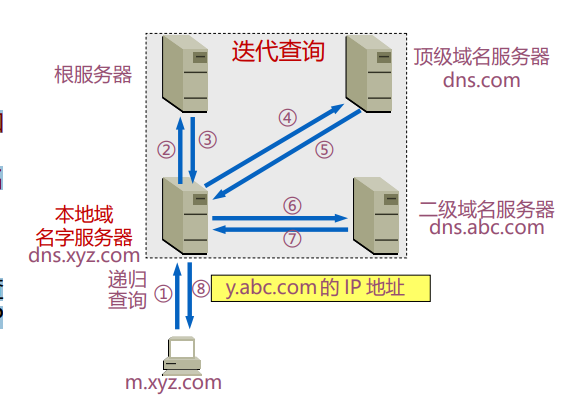 迭代查询
根服务器
顶级域名服务器
dns.com
④
②
③
⑤
本地域
名字服务器
dns.xyz.com
⑥
⑦
二级域名服务器
dns.abc.com
递归
查询
①
⑧
y.abc.com 的 IP 地址
m.xyz.com